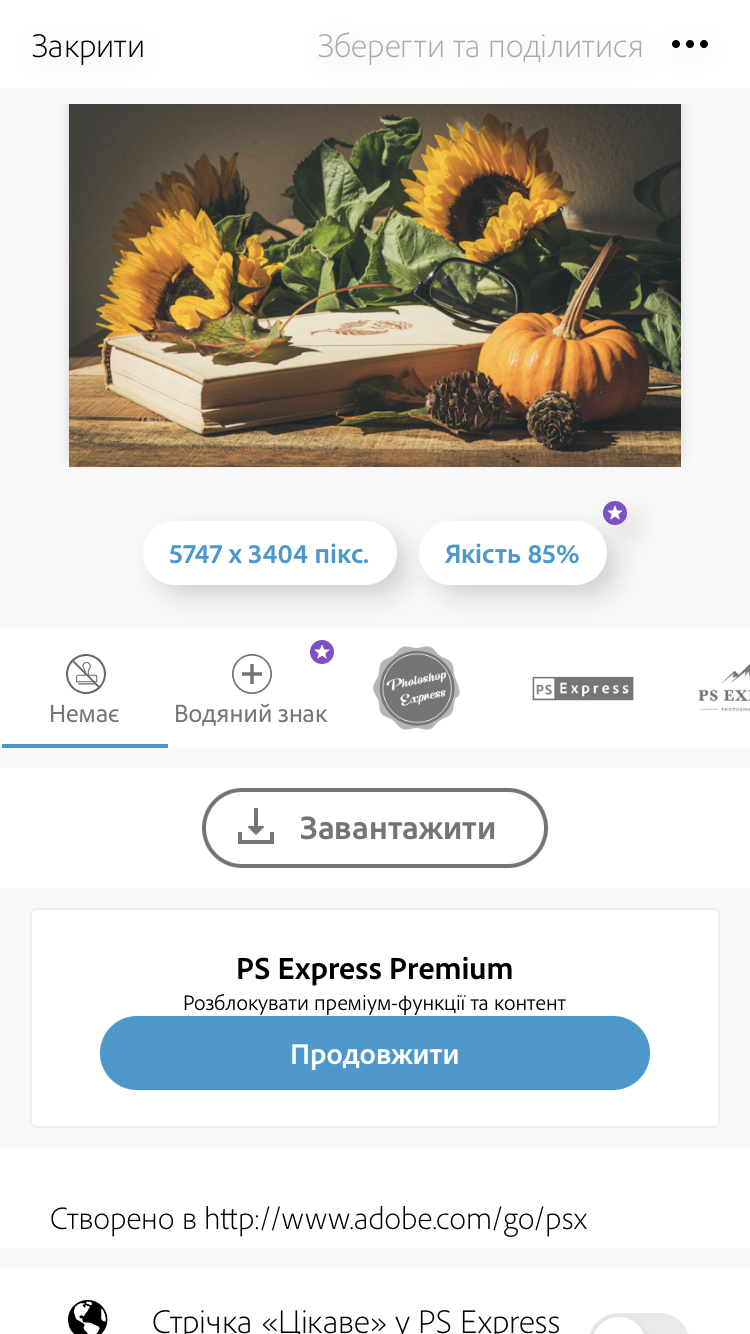 Закрити
Зберегти та поділитися
5747 x 3404 пікс.
Якість 85%
Немає
Водяний знак
Photoshop
Express
PS Express
PS EX
Завантажити
PS Express Premium
Розблокувати преміум-функції та контент
Продовжити
Створено в http://www.adobe.com/go/psx
Стрічка «Цікаве» у PS Express